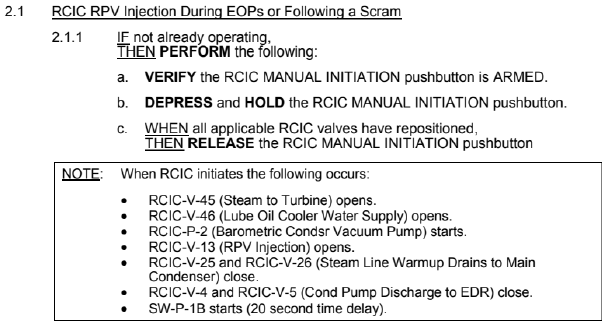 2.1 RCIC RPV Injection During EOPs or Following a Scram
2.1.1 IF not already operating,
THEN PERFORM the following:
a. VERIFY the RCIC MANUAL INITIATION pushbutton is ARMED.
b. DEPRESS and HOLD the RCIC MANUAL INITIATION pushbutton.
c. WHEN all applicable RCIC valves have repositioned,
THEN RELEASE the RCIC MANUAL INITIATION pushbutton
NOTE: When RCIC initiates the following occurs:
• RCIC-V-45 (Steam to Turbine) opens.
• RCIC-V-46 (Lube Oil Cooler Water Supply) opens.
• RCIC-P-2 (Barometric Condsr Vacuum Pump) starts.
• RCIC-V-13 (RPV Injection) opens.
• RCIC-V-25 and RCIC-V-26 (Steam Line Warmup Drains to Main
Condenser) close.
• RCIC-V-4 and RCIC-V-5 (Cond Pump Discharge to EDR) close.
• SW-P-1B starts (20 second time delay).